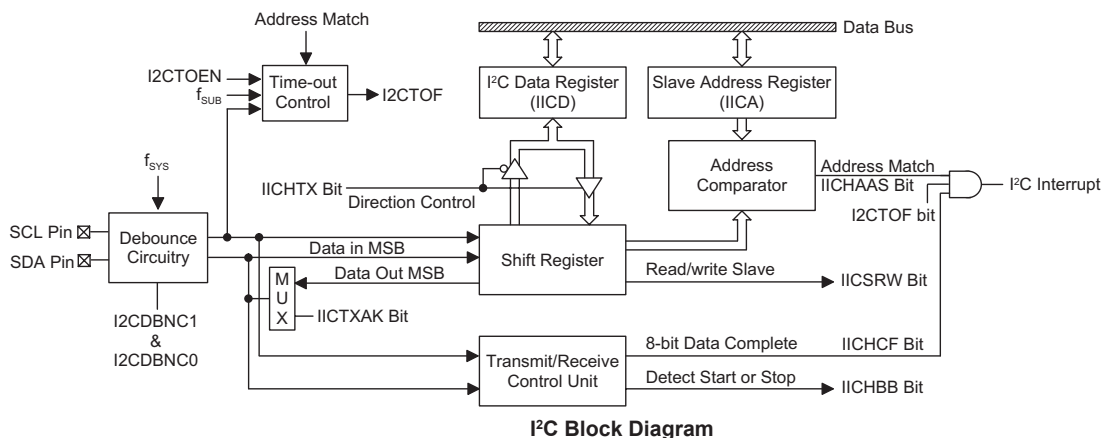 Address Match
Data Bus
I2CTOEN
fSUB
Time-out
Control
I2CTOF
I²C Data Register
(IICD)
Slave Address Register
(IICA)
fSYS
IICHTX Bit
Direction Control
Address
Comparator
Address Match
IICHAAS Bit
I2CTOF bit
I²C Interrupt
SCL Pin
SDA Pin
Debounce
Circuitry
Data in MSB
Data Out MSB
Shift Register
Read/write Slave
IICSRW Bit
M
U
X
IICTXAK Bit
I2CDBNC1
&
I2CDBNC0
Transmit/Receive
Control Unit
8-bit Data Complete
IICHCF Bit
Detect Start or Stop
IICHBB Bit
I²C Block Diagram